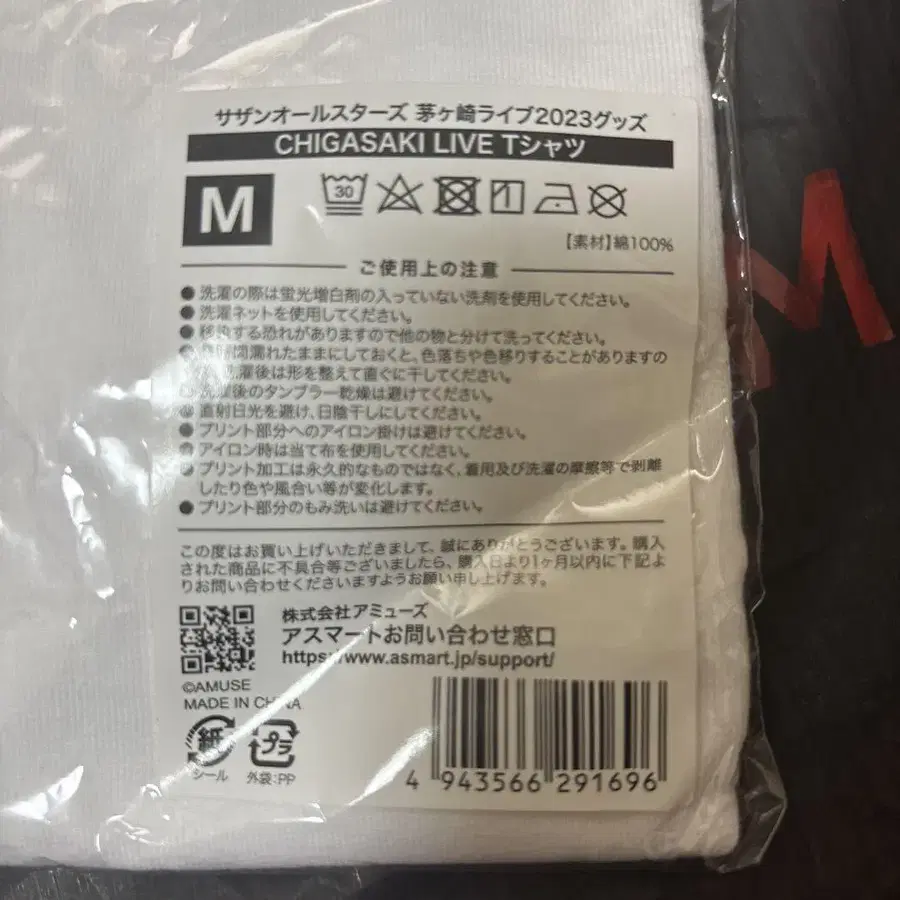 サザンオールスターズ 茅ヶ崎ライブ2023グッズ
CHIGASAKI LIVE Tシャツ
M
30
【素材】綿100%
ご使用上の注意
● 洗濯の際は蛍光増白剤の入っていない洗剤を使用してください。
● 洗濯ネットを使用してください。
● 移染する恐れがありますので他の物と分けて洗ってください。
● 長時間濡れたままにしておくと、色落ちや色移りすることがありますの
洗濯後は形を整えて直ぐに干してください。
● 洗濯後のタンブラー乾燥は避けてください。
● 直射日光を避け、日陰干しにしてください。
● プリント部分へのアイロン掛けは避けてください。
● アイロン時は当て布を使用してください。
● プリント加工は永久的なものではなく、着用及び洗濯の摩擦等で剥離
したり色や風合い等が変化します。
● プリント部分のもみ洗いは避けてください。
この度はお買い上げいただきまして、誠にありがとうございます。購入
された商品に不具合等ございましたら、購入日より1ヶ月以内に下記よ
りお問い合わせくださいますようお願い申し上げます。
株式会社アミューズ
アスマートお問い合わせ窓口
https://www.asmart.jp/support/
©AMUSE
MADE IN CHINA
紙
シール
プラ
外袋:PP
4 943566 291696
M